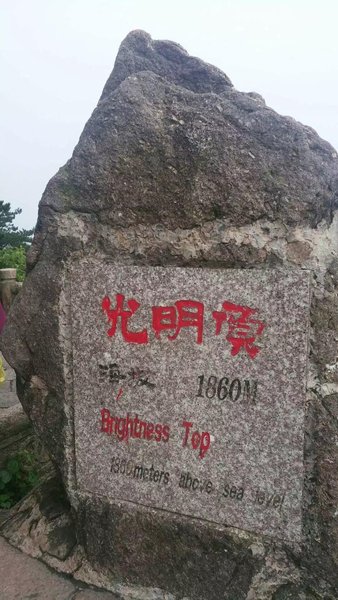 光明顶
海拔 1860M
Brightness Top
1860 meters above sea level